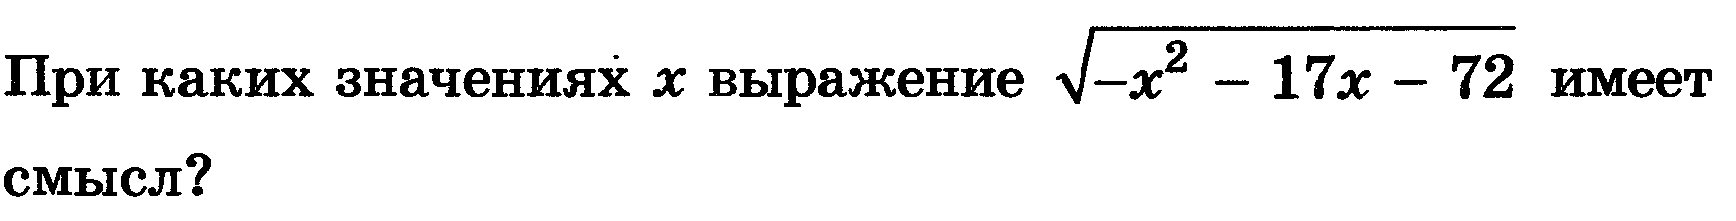 При каких значениях x выражение √(-x² - 17x - 72) имеет
смысл?